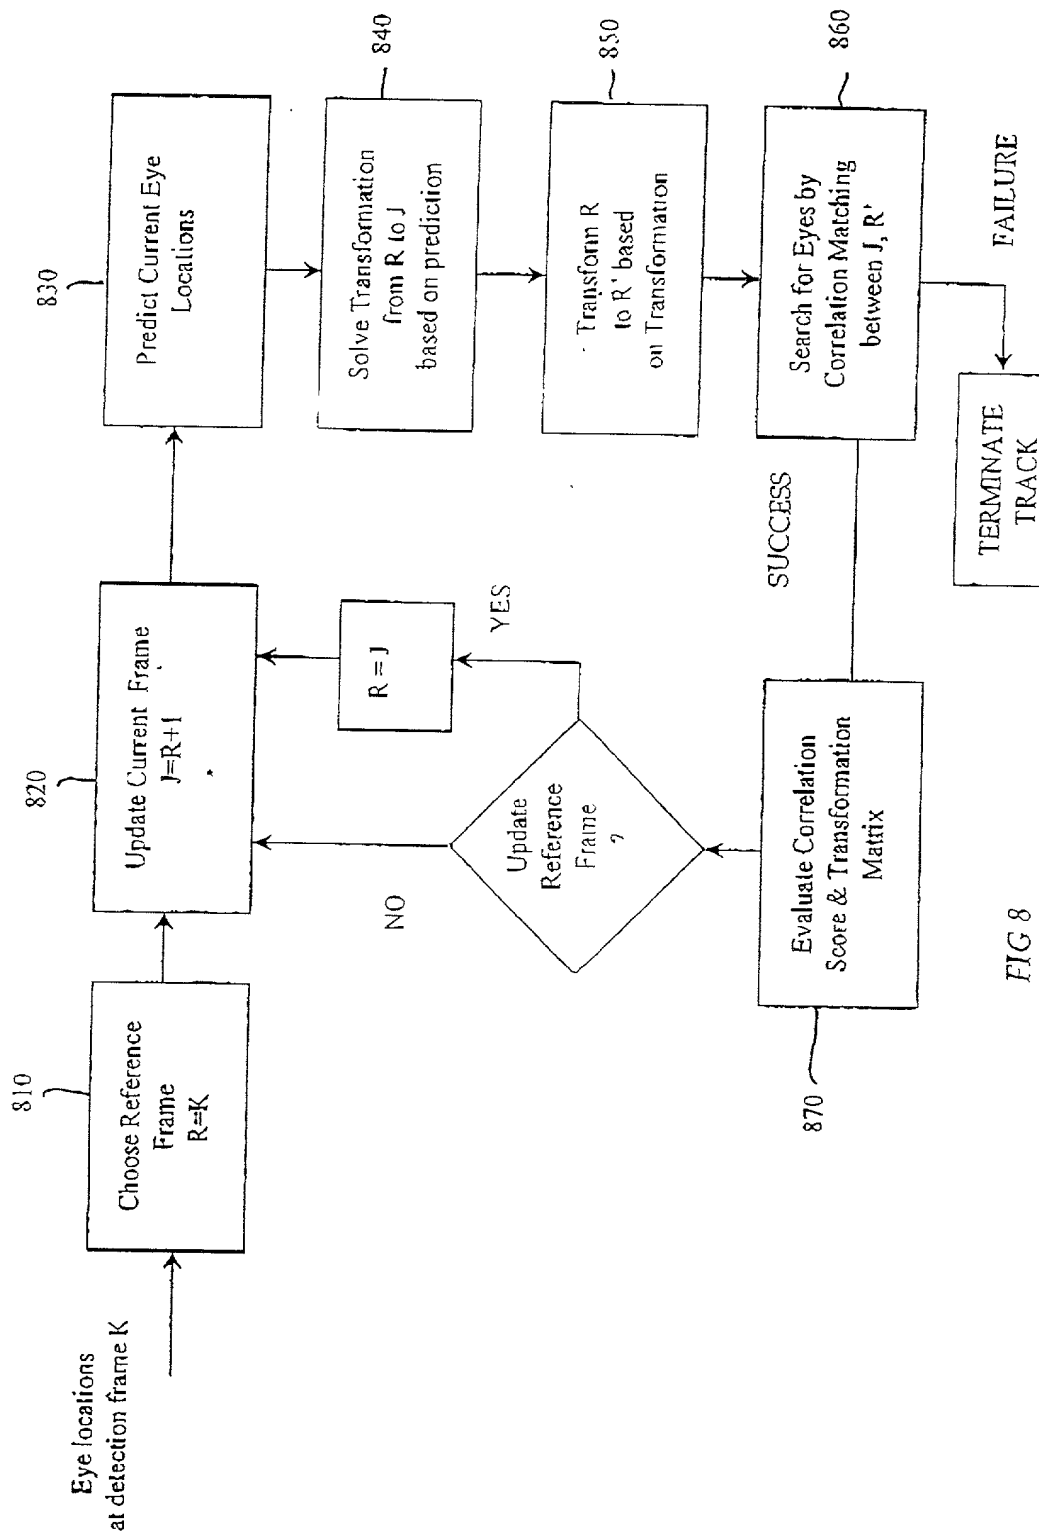 Eye locations
at detection frame K
810
Choose Reference
Frame
R=K
820
Update Current Frame
J=R+1
830
Predict Current Eye
Locations
840
Solve Transformation
from R to J
based on prediction
850
Transform R
to R' based
on Transformation
860
Search for Eyes by
Correlation Matching
between J, R'
FAILURE
TERMINATE
TRACK
SUCCESS
870
Evaluate Correlation
Score & Transformation
Matrix
Update
Reference
Frame
?
NO
YES
R = J
FIG 8